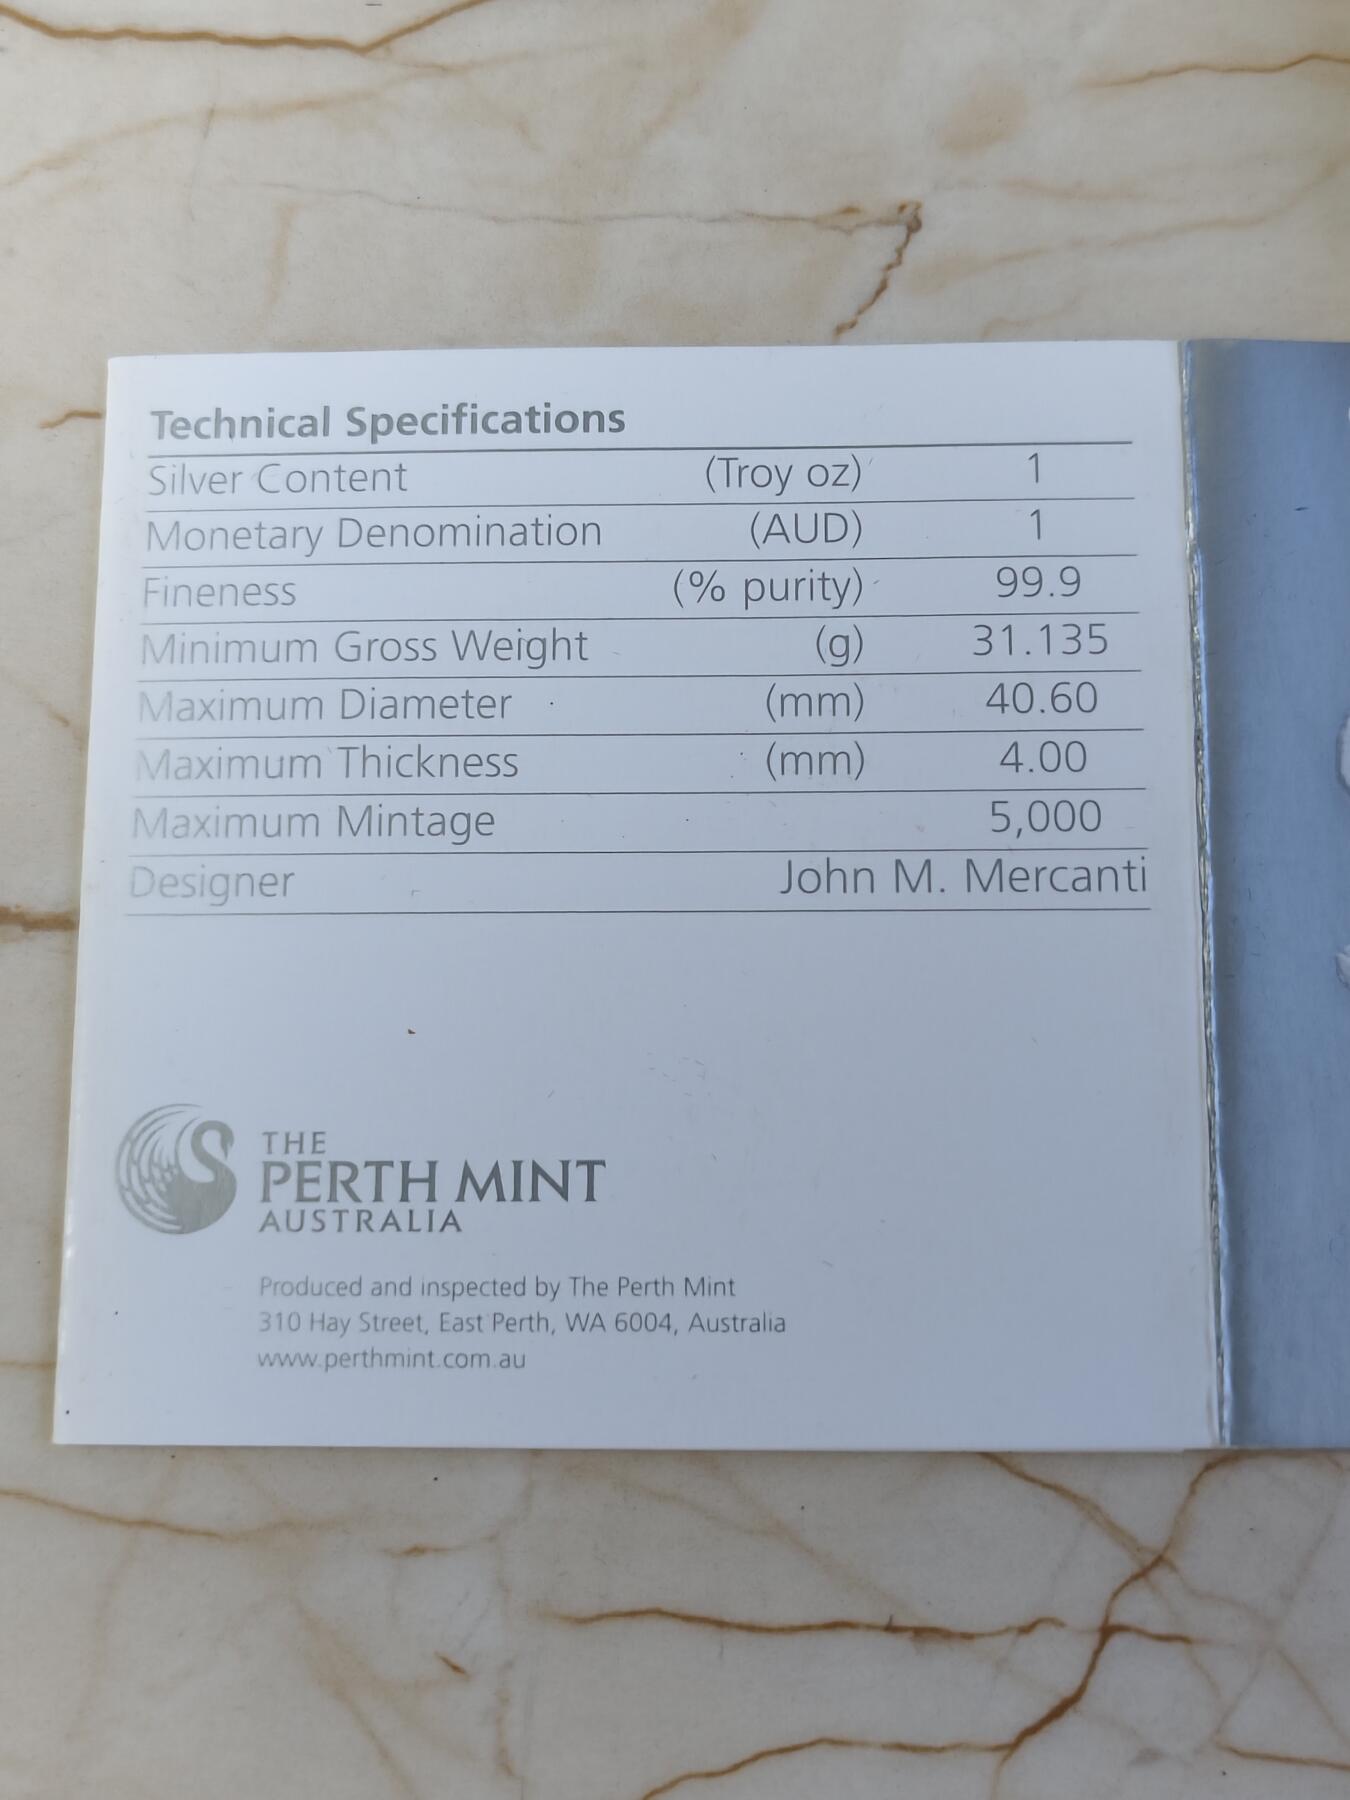 Technical Specifications
Silver Content (Troy oz) 1
Monetary Denomination (AUD) 1
Fineness (% purity) 99.9
Minimum Gross Weight (g) 31.135
Maximum Diameter (mm) 40.60
Maximum Thickness (mm) 4.00
Maximum Mintage 5,000
Designer John M. Mercanti
THE
PERTH MINT
AUSTRALIA
Produced and inspected by The Perth Mint
310 Hay Street, East Perth, WA 6004, Australia
www.perthmint.com.au